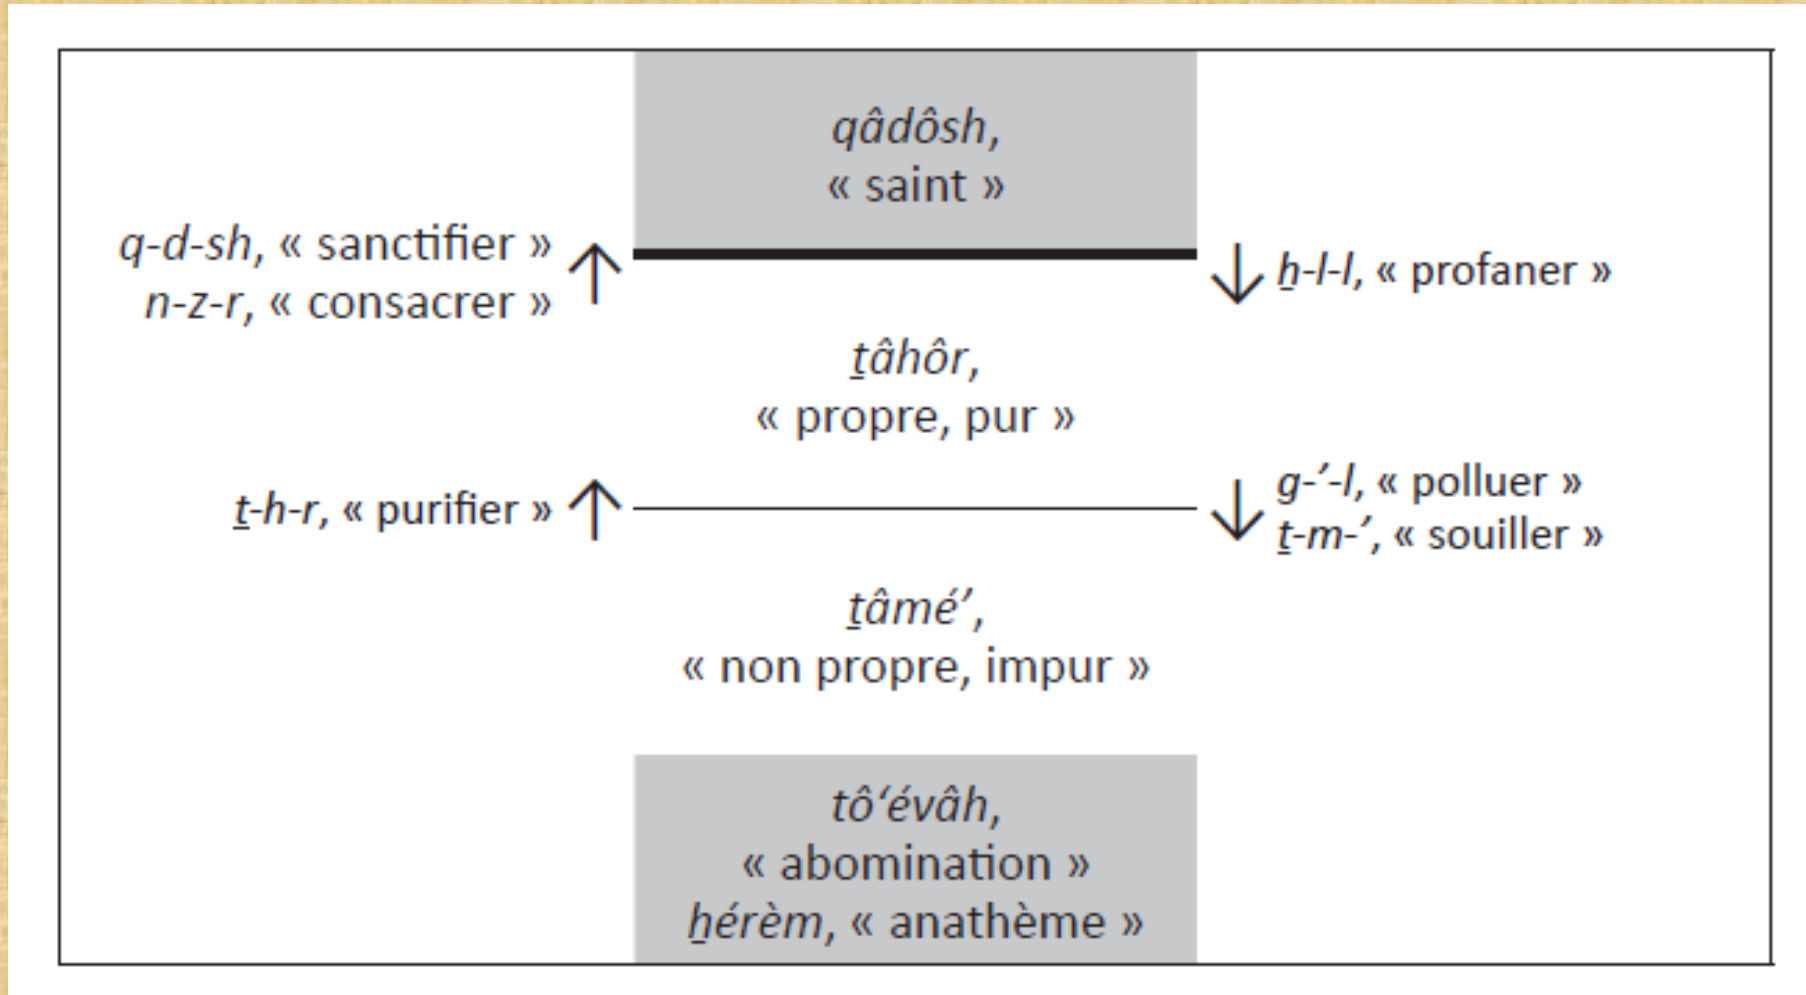 qâdôsh,
« saint »
q-d-sh, « sanctifier »
n-z-r, « consacrer »
ẖ-l-l, « profaner »
ṯâhôr,
« propre, pur »
ṯ-h-r, « purifier »
g-’-l, « polluer »
ṯ-m-’, « souiller »
ṯâmé’,
« non propre, impur »
tô‘évâh,
« abomination »
ẖérèm, « anathème »